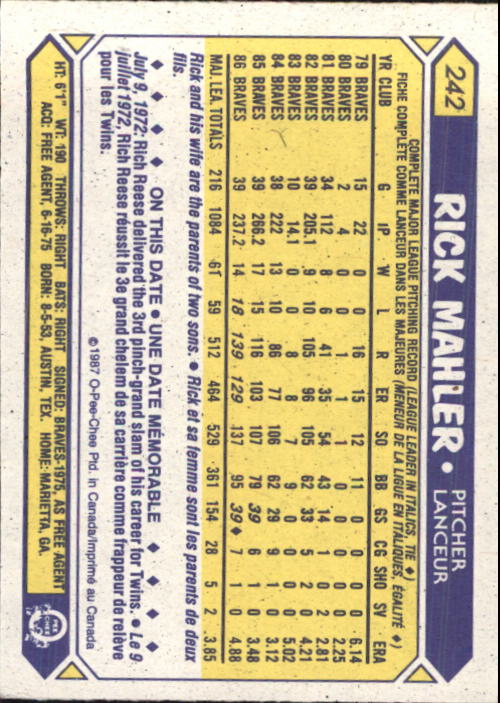 242 RICK MAHLER • PITCHER
LANCEUR
COMPLETE MAJOR LEAGUE PITCHING RECORD (LEAGUE LEADER IN ITALICS, TIE ♦)
FICHE COMPLÈTE COMME LANCEUR DANS LES MAJEURES (MENEUR DE LA LIGUE EN ITALIQUES, ÉGALITÉ ♦)
YR CLUB G IP W L R ER SO BB GS CG SHO SV ERA
79 BRAVES 15 22 0 0 16 15 12 11 0 0 0 0 6.14
80 BRAVES 2 4 0 0 1 1 1 0 0 0 0 0 2.25
81 BRAVES 34 112 8 6 41 35 54 43 14 1 0 2 2.81
82 BRAVES 39 205.1 9 10 105 96 105 62 33 5 2 0 4.21
83 BRAVES 10 14.1 0 0 8 8 7 9 0 0 0 0 5.02
84 BRAVES 38 222 13 10 86 77 106 62 29 9 1 0 3.12
85 BRAVES 39 266.2 17 15 116 103 107 79 39 6 1 0 3.48
86 BRAVES 39 237.2 14 18 139 129 137 95 39♦ 7 1 0 4.88
MAJ. LEA. TOTALS 216 1084 61 59 512 464 529 361 154 28 5 2 3.85
Rick and his wife are the parents of two sons. • Rick et sa femme sont les parents de deux
fils.
♦ ♦ ♦ ♦ ON THIS DATE • UNE DATE MÉMORABLE ♦ ♦ ♦ ♦
July 9, 1972: Rich Reese delivered the 3rd pinch-grand slam of his career for Twins. • Le 9
juillet 1972, Rich Reese réussit le 3e grand chelem de sa carrière comme frappeur de relève
pour les Twins.
©1987 O-Pee-Chee Ptd. in Canada/Imprimé au Canada
HT: 6'1" WT: 190 THROWS: RIGHT BATS: RIGHT SIGNED: BRAVES-1975, AS FREE AGENT
ACQ: FREE AGENT, 6-16-75 BORN: 8-5-53, AUSTIN, TEX. HOME: MARIETTA, GA.
O PEE CHEE